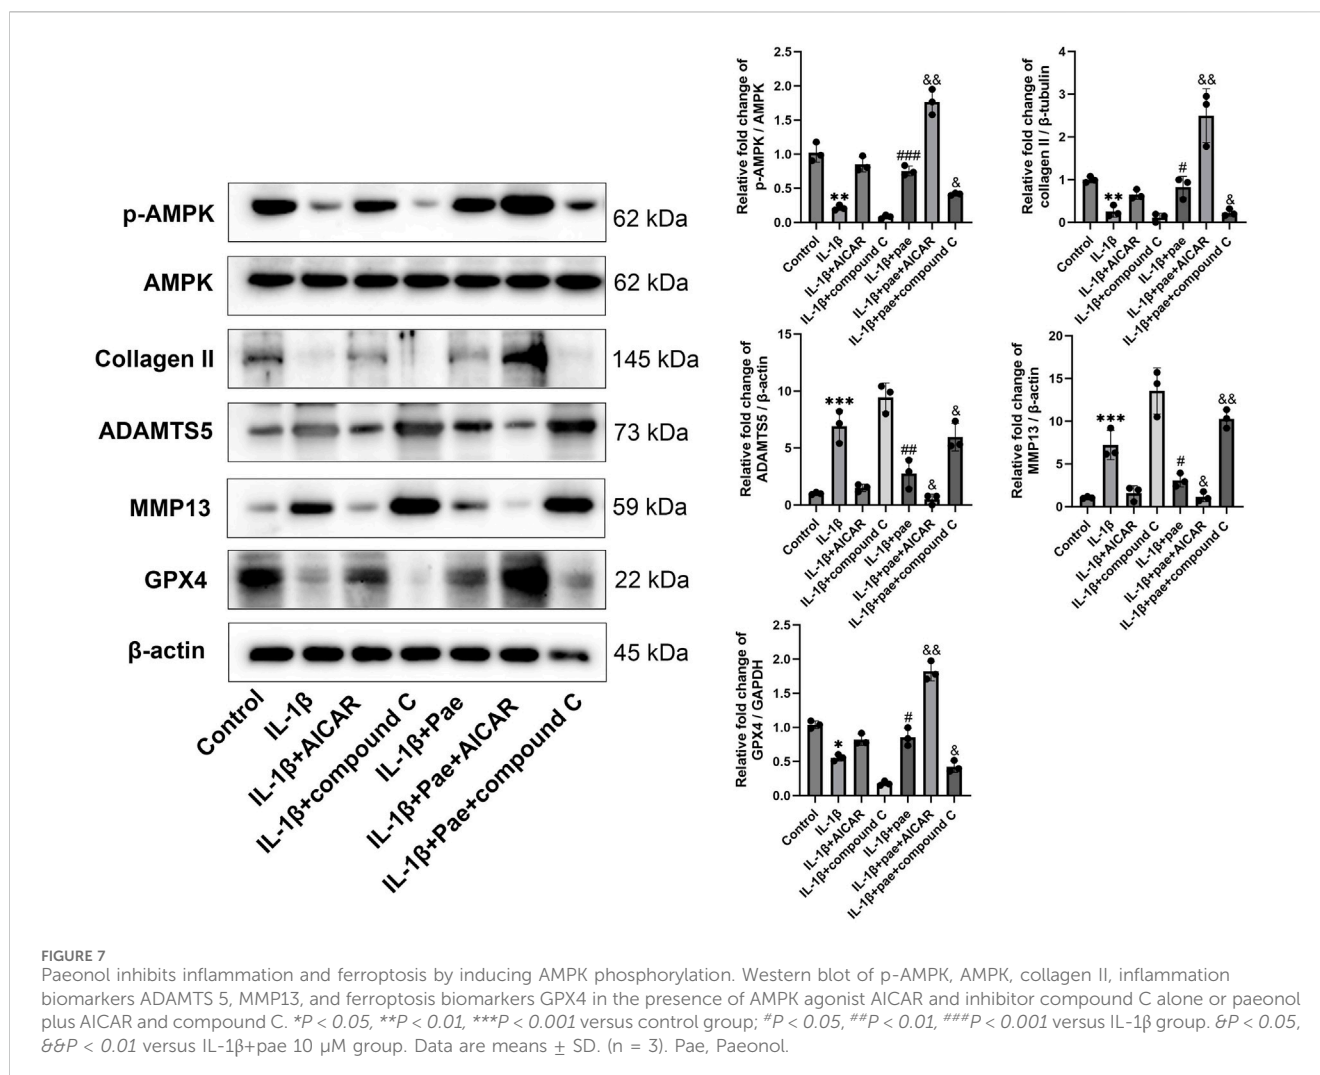 p-AMPK
62 kDa
AMPK
62 kDa
Collagen II
145 kDa
ADAMTS5
73 kDa
MMP13
59 kDa
GPX4
22 kDa
β-actin
45 kDa
Control
IL-1β
IL-1β+AICAR
IL-1β+compound C
IL-1β+Pae
IL-1β+Pae+AICAR
IL-1β+Pae+compound C
Relative fold change of
p-AMPK / AMPK
2.5
2.0
1.5
1.0
0.5
0.0
**
###
&&
&
Control
IL-1β
IL-1β+AICAR
IL-1β+compound C
IL-1β+pae
IL-1β+pae+AICAR
IL-1β+pae+compound C
Relative fold change of
collagen II / β-tubulin
4
3
2
1
0
**
#
&&
&
Control
IL-1β
IL-1β+AICAR
IL-1β+compound C
IL-1β+pae
IL-1β+pae+AICAR
IL-1β+pae+compound C
Relative fold change of
ADAMTS5 / β-actin
15
10
5
0
***
##
&
&
Control
IL-1β
IL-1β+AICAR
IL-1β+compound C
IL-1β+pae
IL-1β+pae+AICAR
IL-1β+pae+compound C
Relative fold change of
MMP13 / β-actin
20
15
10
5
0
***
#
&
&&
Control
IL-1β
IL-1β+AICAR
IL-1β+compound C
IL-1β+pae
IL-1β+pae+AICAR
IL-1β+pae+compound C
Relative fold change of
GPX4 / GAPDH
2.5
2.0
1.5
1.0
0.5
0.0
*
#
&&
&
Control
IL-1β
IL-1β+AICAR
IL-1β+compound C
IL-1β+pae
IL-1β+pae+AICAR
IL-1β+pae+compound C
FIGURE 7
Paeonol inhibits inflammation and ferroptosis by inducing AMPK phosphorylation. Western blot of p-AMPK, AMPK, collagen II, inflammation
biomarkers ADAMTS 5, MMP13, and ferroptosis biomarkers GPX4 in the presence of AMPK agonist AICAR and inhibitor compound C alone or paeonol
plus AICAR and compound C. *P < 0.05, **P < 0.01, ***P < 0.001 versus control group; #P < 0.05, ##P < 0.01, ###P < 0.001 versus IL-1β group. &P < 0.05,
&&P < 0.01 versus IL-1β+pae 10 μM group. Data are means ± SD. (n = 3). Pae, Paeonol.